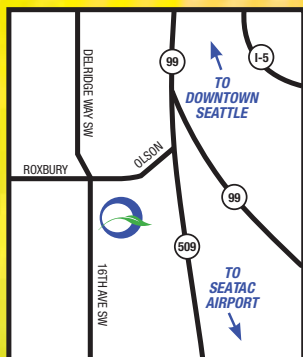 DELRIDGE WAY SW
99
I-5
TO
DOWNTOWN
SEATTLE
OLSON
ROXBURY
99
16TH AVE SW
509
TO
SEATAC
AIRPORT